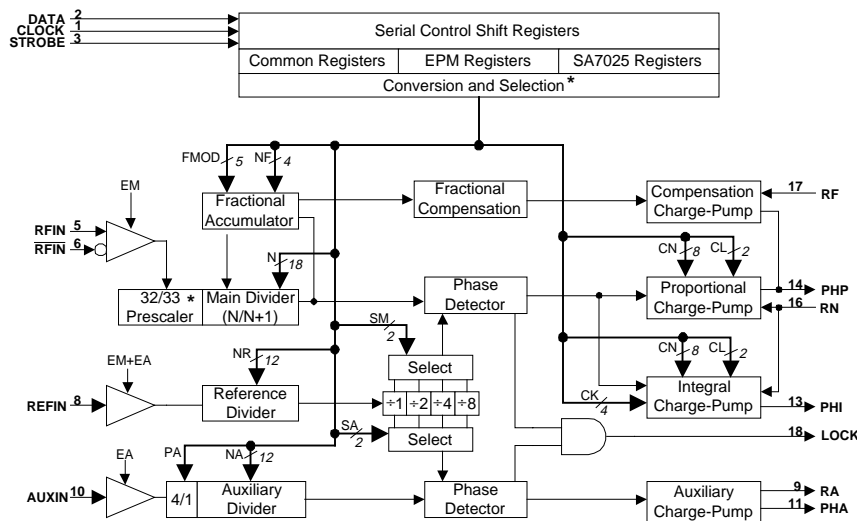 DATA 2
CLOCK 1
STROBE 3
Serial Control Shift Registers
Common Registers EPM Registers SA7025 Registers
Conversion and Selection *
FMOD 5 NF 4
EM
Fractional
Accumulator
Fractional
Compensation
Compensation
Charge-Pump
17 RF
RFIN 5
RFIN 6
N 18
CN 8 CL 2
32/33 *
Prescaler
Main Divider
(N/N+1)
Phase
Detector
Proportional
Charge-Pump
14 PHP
16 RN
SM 2
EM+EA
NR 12
Select
CN 8 CL 2
REFIN 8
Reference
Divider
÷1 ÷2 ÷4 ÷8
CK 4
Integral
Charge-Pump
13 PHI
SA 2
Select
18 LOCK
EA
PA NA 12
AUXIN 10
4/1
Auxiliary
Divider
Phase
Detector
Auxiliary
Charge-Pump
9 RA
11 PHA